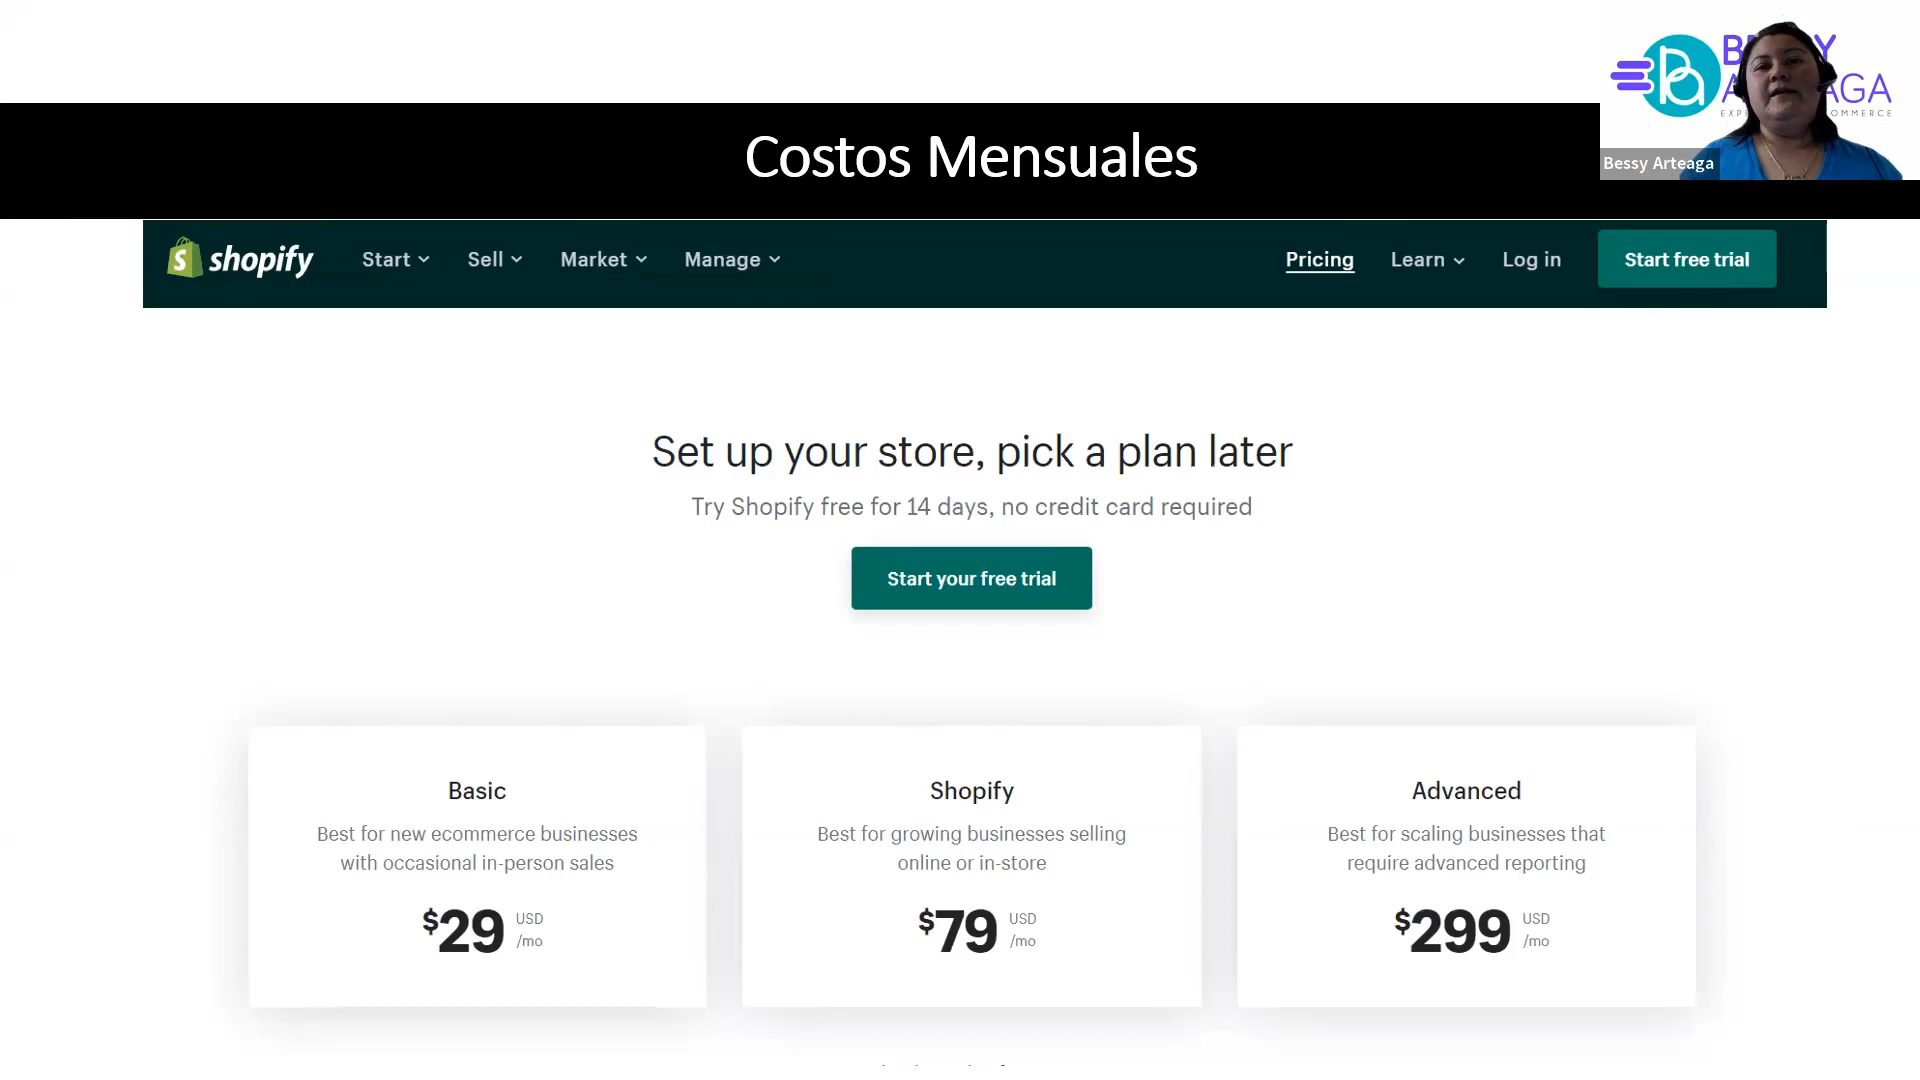 Costos Mensuales
Bessy Arteaga
shopify
Start
Sell
Market
Manage
Pricing
Learn
Log in
Start free trial
Set up your store, pick a plan later
Try Shopify free for 14 days, no credit card required
Start your free trial
Basic
Best for new ecommerce businesses
with occasional in-person sales
$29 USD
/mo
Shopify
Best for growing businesses selling
online or in-store
$79 USD
/mo
Advanced
Best for scaling businesses that
require advanced reporting
$299 USD
/mo